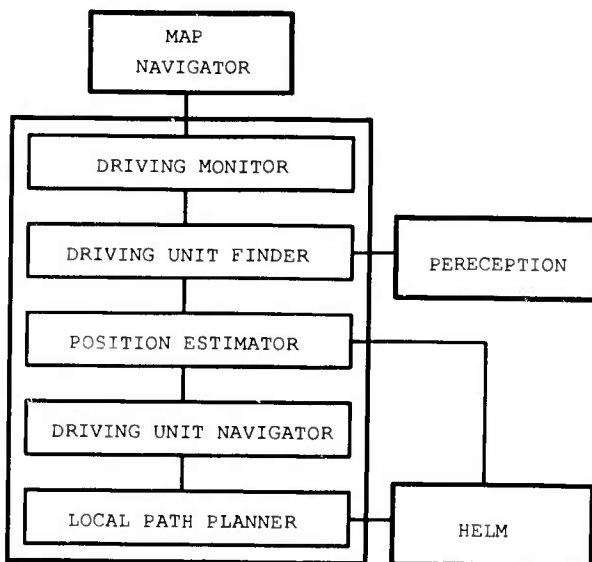 MAP
NAVIGATOR
DRIVING MONITOR
DRIVING UNIT FINDER
PERECEPTION
POSITION ESTIMATOR
DRIVING UNIT NAVIGATOR
LOCAL PATH PLANNER
HELM